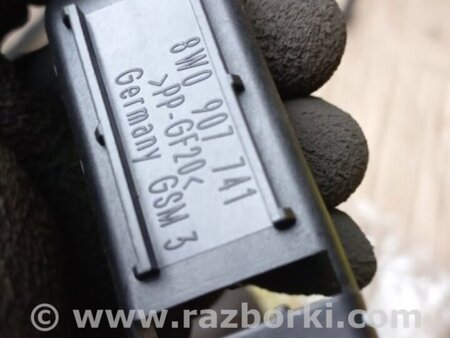 8W0 907 741
>PP-GF20<
Germany GSM 3
© www.razborki.com